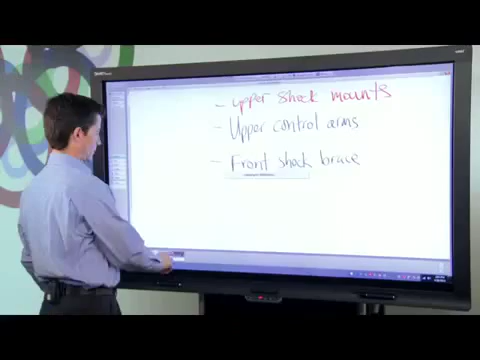 - Upper shock mounts
- Upper control arms
- Front shock brace